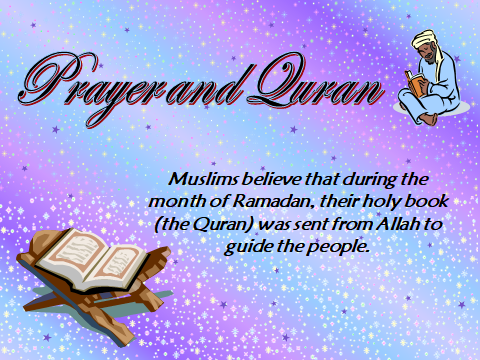 Prayer and Quran
Muslims believe that during the
month of Ramadan, their holy book
(the Quran) was sent from Allah to
guide the people.